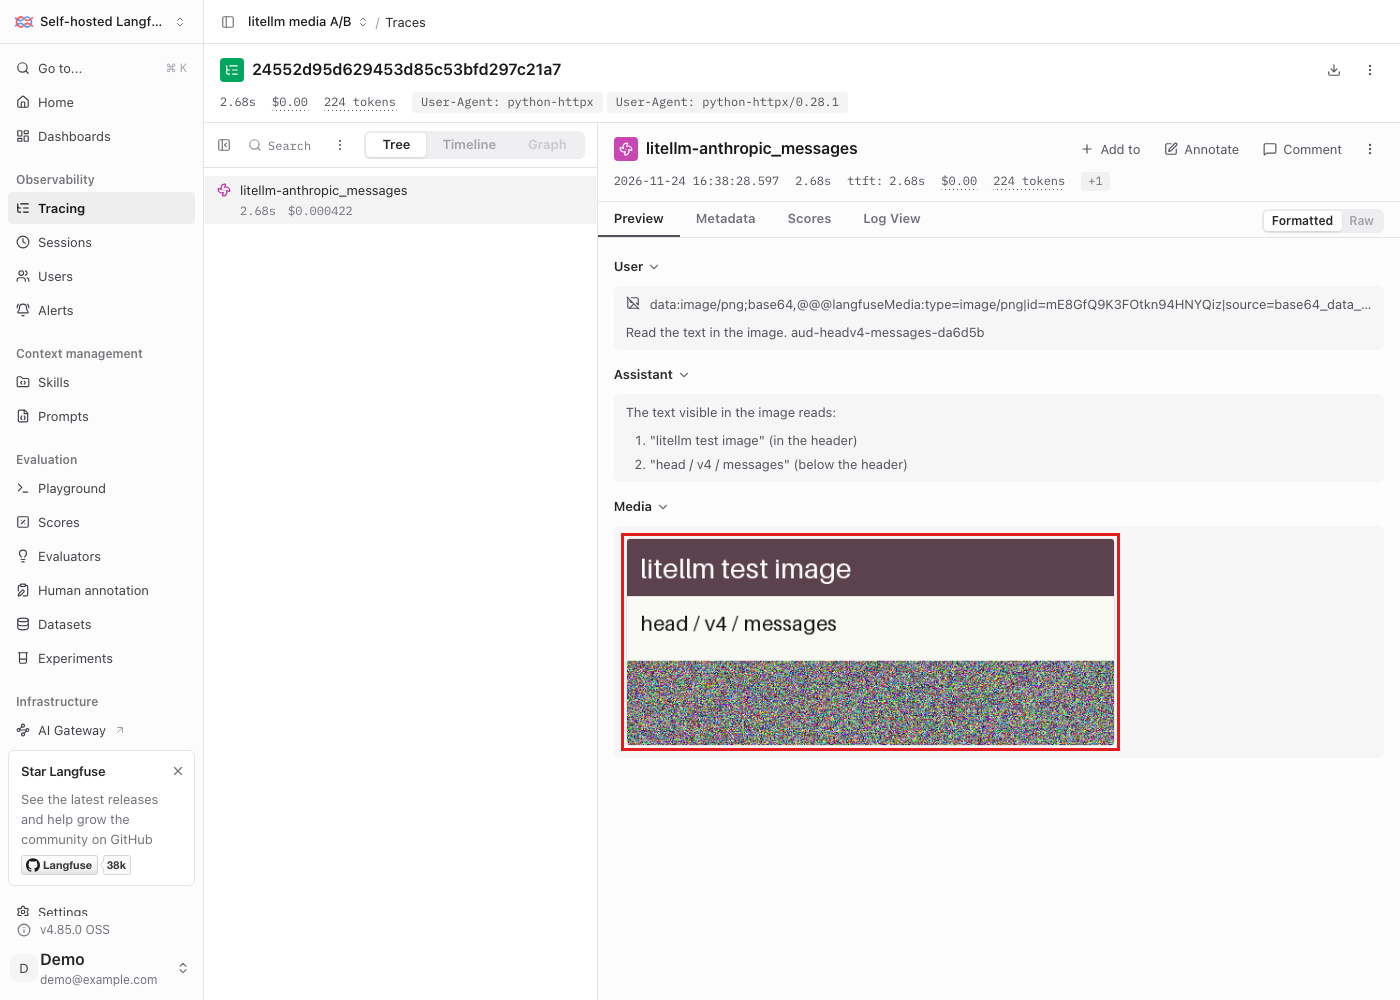 Self-hosted Langf...
litellm media A/B / Traces
Go to... ⌘ K
Home
Dashboards
Observability
Tracing
Sessions
Users
Alerts
Context management
Skills
Prompts
Evaluation
Playground
Scores
Evaluators
Human annotation
Datasets
Experiments
Infrastructure
AI Gateway
Star Langfuse
See the latest releases
and help grow the
community on GitHub
Langfuse 38k
Settings
v4.85.0 OSS
D
Demo
demo@example.com
24552d95d629453d85c53bfd297c21a7
2.68s $0.00 224 tokens User-Agent: python-httpx User-Agent: python-httpx/0.28.1
Search Tree Timeline Graph
litellm-anthropic_messages
2.68s $0.000422
litellm-anthropic_messages
Add to Annotate Comment
2026-11-24 16:38:28.597 2.68s ttft: 2.68s $0.00 224 tokens +1
Preview Metadata Scores Log View Formatted Raw
User
data:image/png;base64,@@@langfuseMedia:type=image/png|id=mE8GfQ9K3FOtkn94HNYQiz|source=base64_data_...
Read the text in the image. aud-headv4-messages-da6d5b
Assistant
The text visible in the image reads:
1. "litellm test image" (in the header)
2. "head / v4 / messages" (below the header)
Media
litellm test image
head / v4 / messages